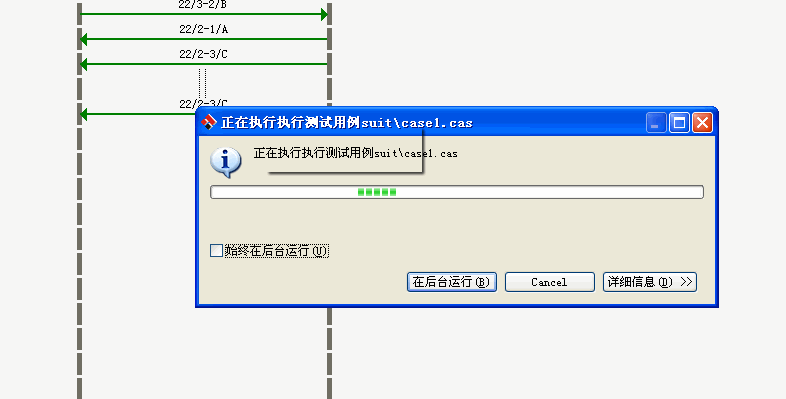 22/3-2/B
22/2-1/A
22/2-3/C
22/2-3/C
正在执行执行测试用例suit\case1.cas
正在执行执行测试用例suit\case1.cas
始终在后台运行(U)
在后台运行(B) Cancel 详细信息(D) >>